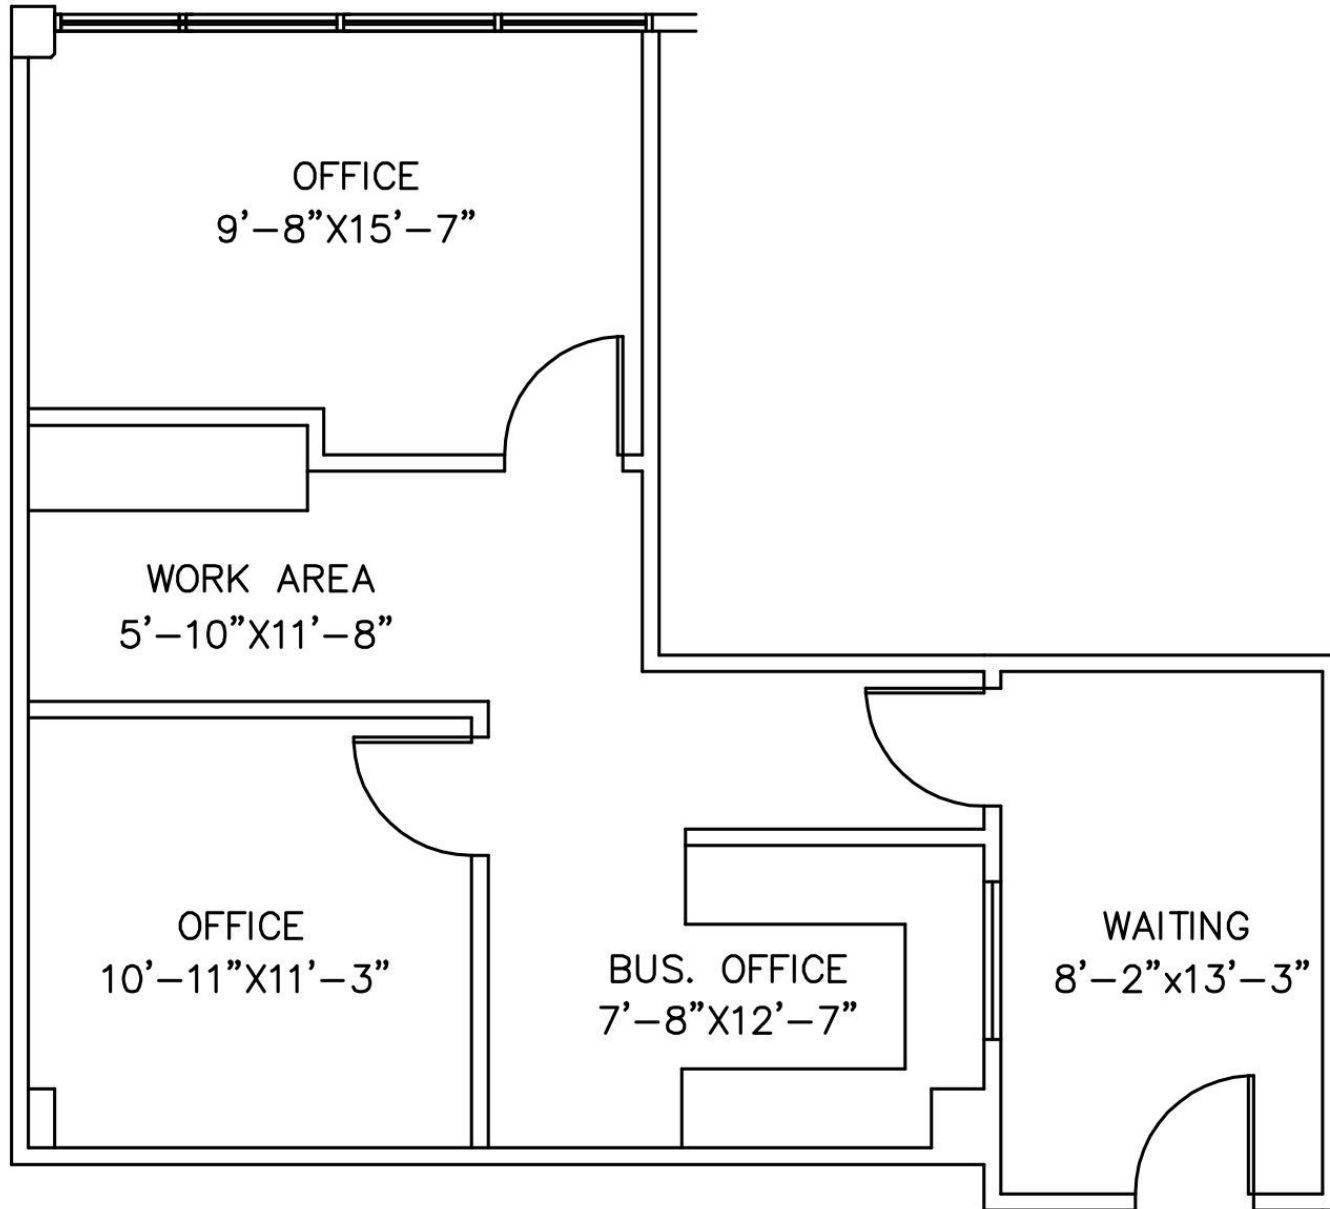 OFFICE
9’-8”X15’-7”
WORK AREA
5’-10”X11’-8”
OFFICE
10’-11”X11’-3”
BUS. OFFICE
7’-8”X12’-7”
WAITING
8’-2”x13’-3”